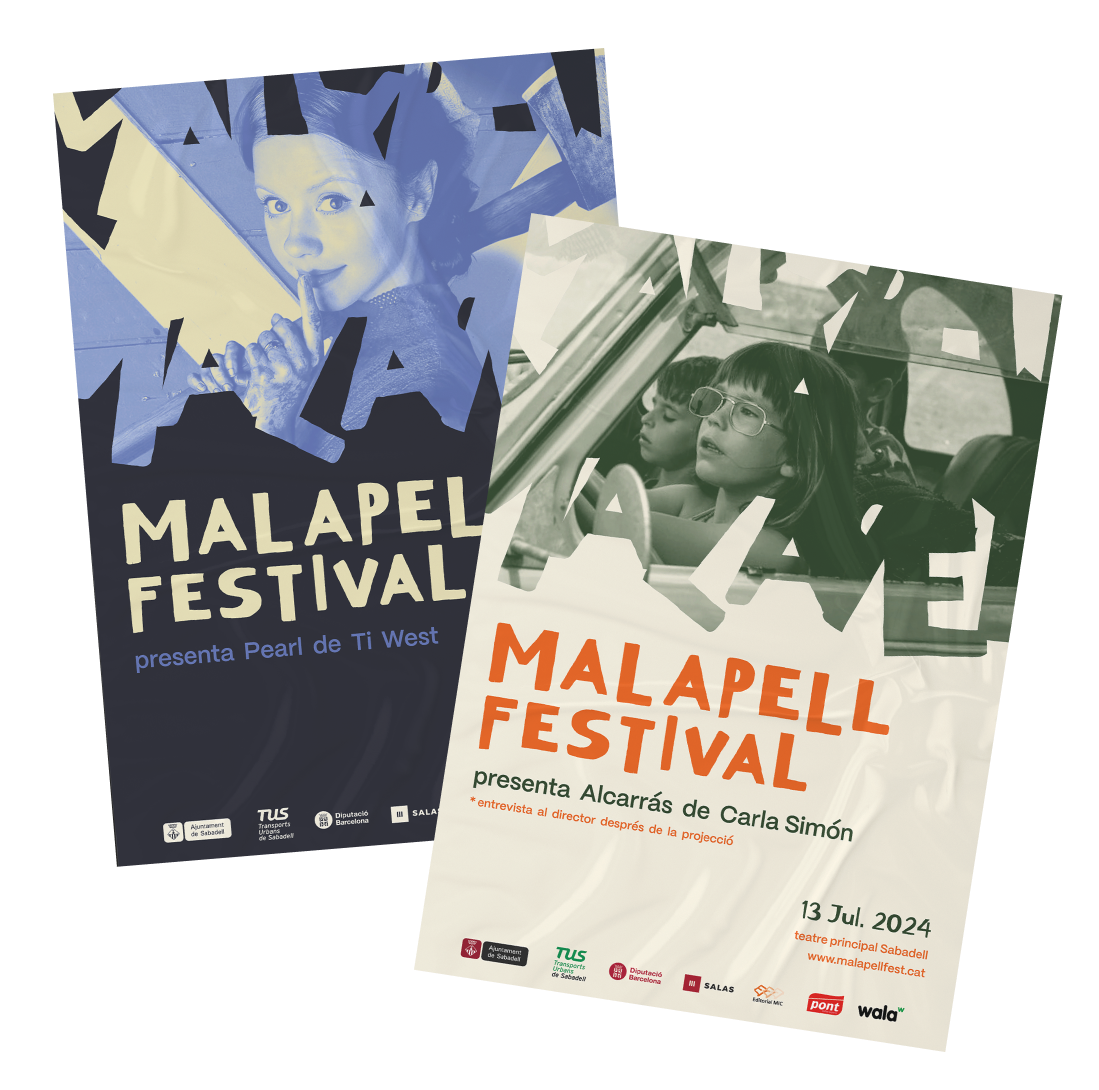 MALAPELL
FESTIVAL
presenta Pearl de Ti West
Ajuntament
de Sabadell
TUS
Transports
Urbans
de Sabadell
Diputació
Barcelona
SALAS
MALAPE
MALAPELL
FESTIVAL
presenta Alcarrás de Carla Simón
*entrevista al director després de la projecció
13 Jul. 2024
teatre principal Sabadell
www.malapellfest.cat
Ajuntament
de Sabadell
TUS
Transports
Urbans
de Sabadell
Diputació
Barcelona
SALAS
Editorial MIC
pont
wala
w